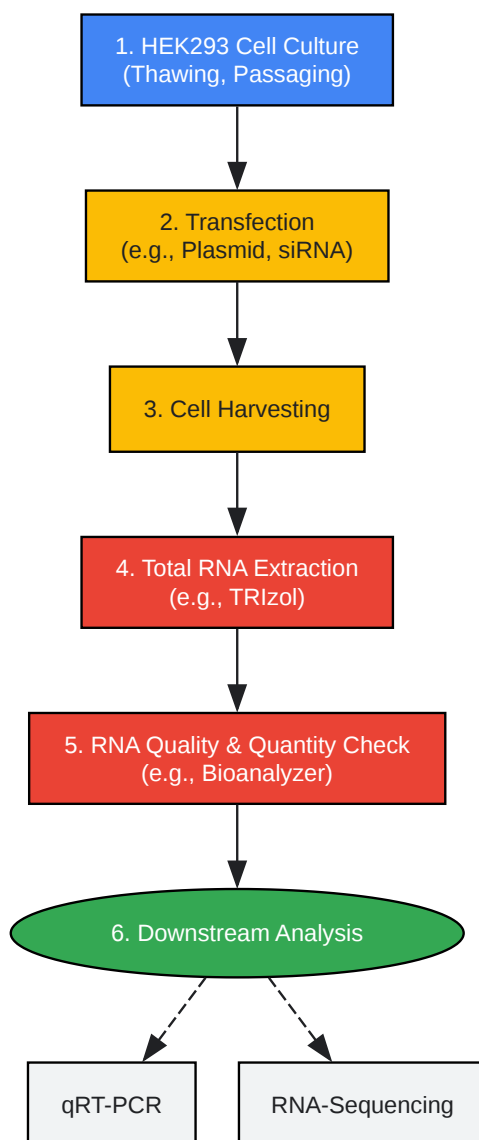 1. HEK293 Cell Culture
(Thawing, Passaging)
2. Transfection
(e.g., Plasmid, siRNA)
3. Cell Harvesting
4. Total RNA Extraction
(e.g., TRIzol)
5. RNA Quality & Quantity Check
(e.g., Bioanalyzer)
6. Downstream Analysis
qRT-PCR
RNA-Sequencing